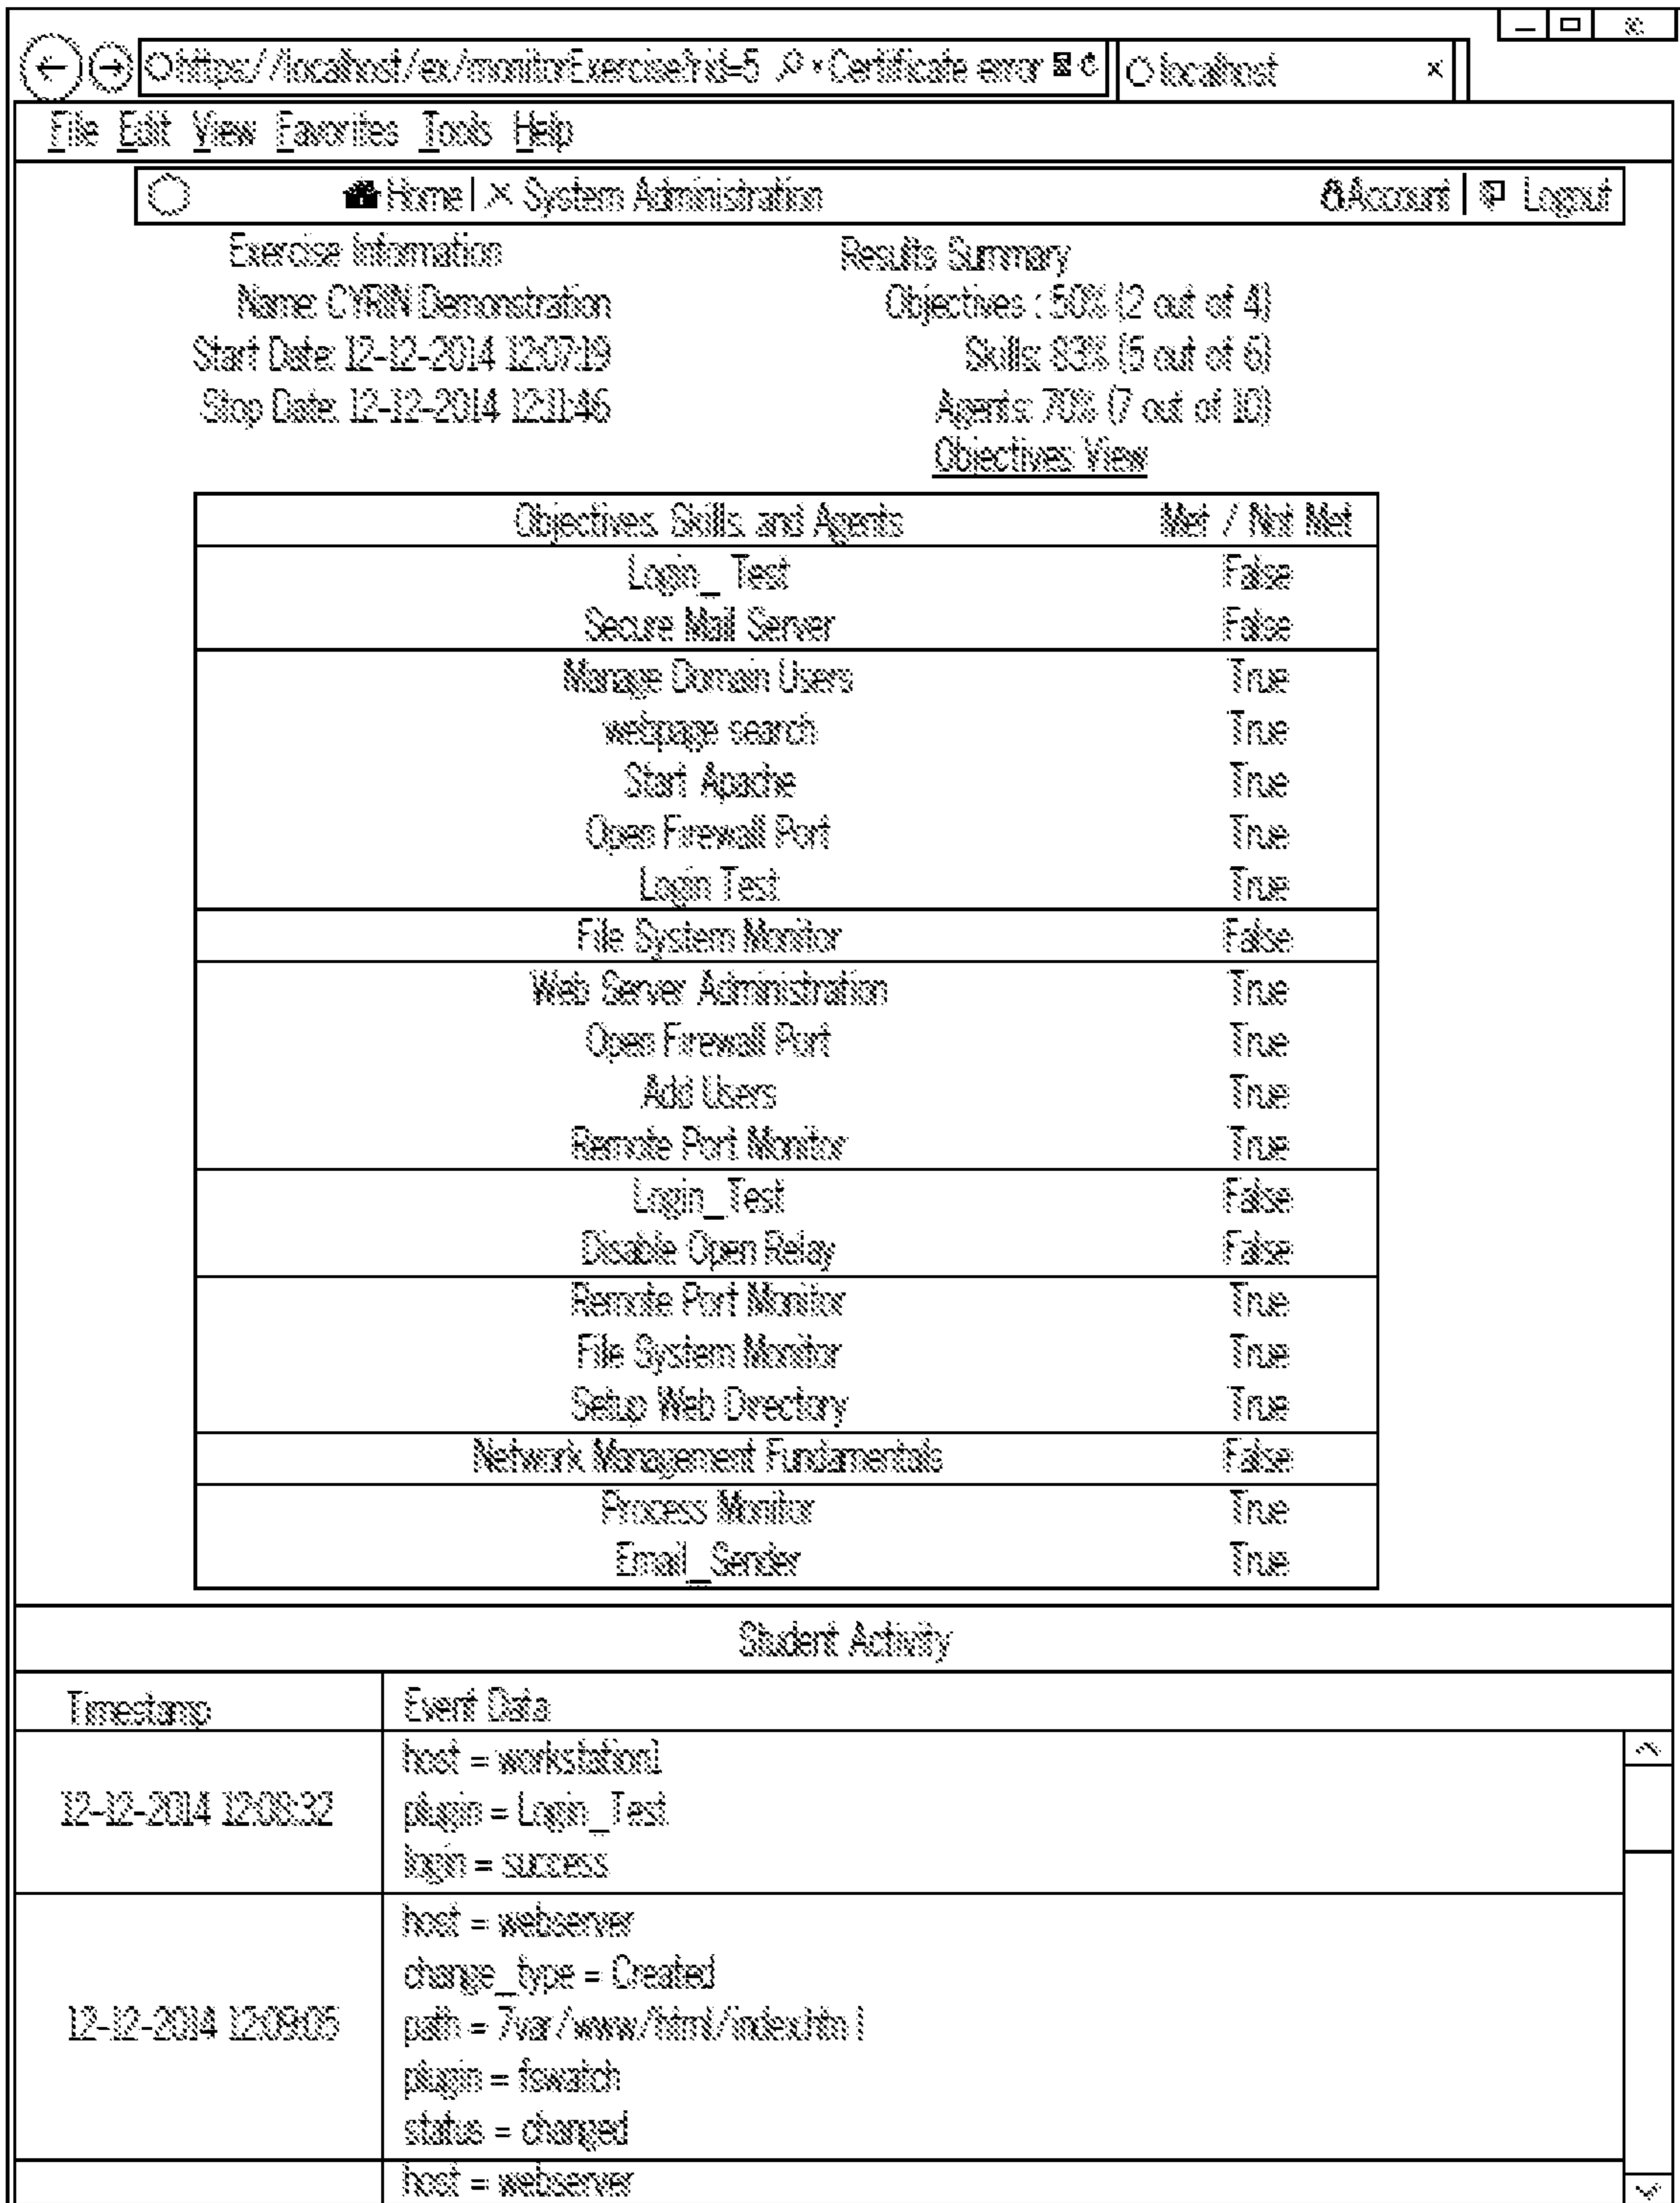 https://localhost/ex/monitorExercise?rid=5 Certificate error localhost x
File Edit View Favorites Tools Help
Home | System Administration Account | Logout
Exercise Information Results Summary
Name: CYRIN Demonstration Objectives : 50% (2 out of 4)
Start Date: 12-12-2014 12:07:19 Skills: 83% (5 out of 6)
Stop Date: 12-12-2014 12:11:46 Agents: 70% (7 out of 10)
Objectives View
Objectives, Skills, and Agents Met / Not Met
Login_ Test False
Secure Mail Server False
Manage Domain Users True
webpage search True
Start Apache True
Open Firewall Port True
Login Test True
File System Monitor False
Web Server Administration True
Open Firewall Port True
Add Users True
Remote Port Monitor True
Login_Test False
Disable Open Relay False
Remote Port Monitor True
File System Monitor True
Setup Web Directory True
Network Management Fundamentals False
Process Monitor True
Email_Sender True
Student Activity
Timestamp Event Data
host = workstation1
12-12-2014 12:08:32 plugin = Login_Test
login = success
host = webserver
change_type = Created
12-12-2014 12:09:05 path = 7var/www/html/index.htm l
plugin = fswatch
status = changed
host = webserver